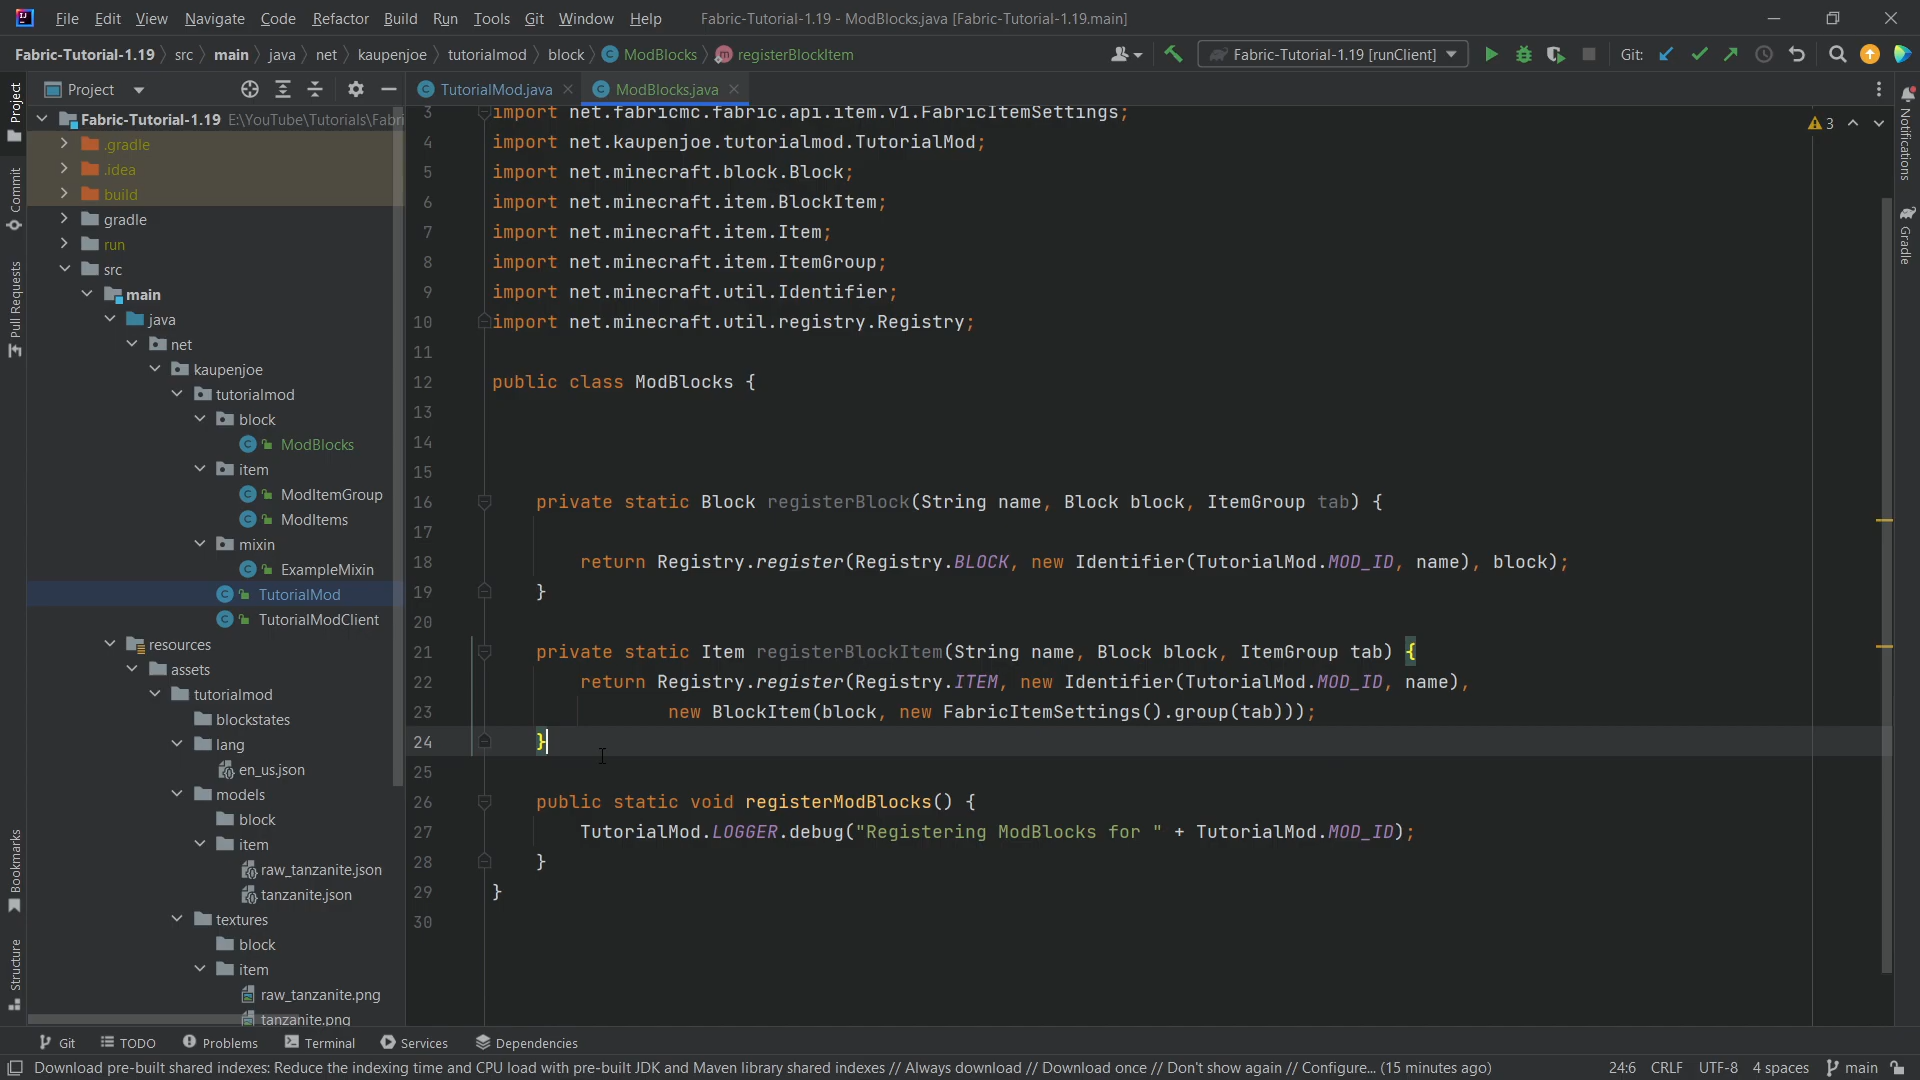 File Edit View Navigate Code Refactor Build Run Tools Git Window Help Fabric-Tutorial-1.19 - ModBlocks.java [Fabric-Tutorial-1.19.main]
Fabric-Tutorial-1.19 src main java net kaupenjoe tutorialmod block ModBlocks registerBlockItem Fabric-Tutorial-1.19 [runClient] Git:
Project TutorialMod.java ModBlocks.java
Project
Commit
Pull Requests
Bookmarks
Structure
Fabric-Tutorial-1.19 E:\YouTube\Tutorials\Fabri
.gradle
.idea
build
gradle
run
src
main
java
net
kaupenjoe
tutorialmod
block
ModBlocks
item
ModItemGroup
ModItems
mixin
ExampleMixin
TutorialMod
TutorialModClient
resources
assets
tutorialmod
blockstates
lang
en_us.json
models
block
item
raw_tanzanite.json
tanzanite.json
textures
block
item
raw_tanzanite.png
tanzanite.png
3 import net.fabricmc.fabric.api.item.v1.FabricItemSettings;
4 import net.kaupenjoe.tutorialmod.TutorialMod;
5 import net.minecraft.block.Block;
6 import net.minecraft.item.BlockItem;
7 import net.minecraft.item.Item;
8 import net.minecraft.item.ItemGroup;
9 import net.minecraft.util.Identifier;
10 import net.minecraft.util.registry.Registry;
11
12 public class ModBlocks {
13
14
15
16 private static Block registerBlock(String name, Block block, ItemGroup tab) {
17
18 return Registry.register(Registry.BLOCK, new Identifier(TutorialMod.MOD_ID, name), block);
19 }
20
21 private static Item registerBlockItem(String name, Block block, ItemGroup tab) {
22 return Registry.register(Registry.ITEM, new Identifier(TutorialMod.MOD_ID, name),
23 new BlockItem(block, new FabricItemSettings().group(tab)));
24 }
25
26 public static void registerModBlocks() {
27 TutorialMod.LOGGER.debug("Registering ModBlocks for " + TutorialMod.MOD_ID);
28 }
29 }
30
3
Notifications
Gradle
Git TODO Problems Terminal Services Dependencies
Download pre-built shared indexes: Reduce the indexing time and CPU load with pre-built JDK and Maven library shared indexes // Always download // Download once // Don't show again // Configure... (15 minutes ago) 24:6 CRLF UTF-8 4 spaces main